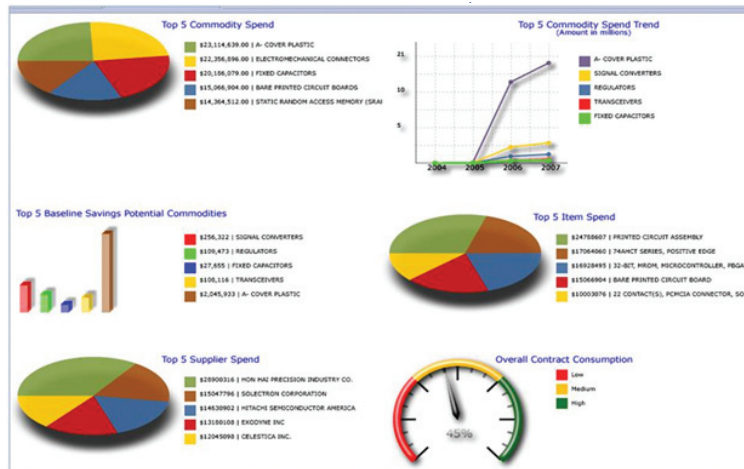 Top 5 Commodity Spend
$23,114,639.00 | A- COVER PLASTIC
$22,356,896.00 | ELECTROMECHANICAL CONNECTORS
$20,186,079.00 | FIXED CAPACITORS
$15,066,904.00 | BARE PRINTED CIRCUIT BOARDS
$14,364,512.00 | STATIC RANDOM ACCESS MEMORY (SRAM
Top 5 Commodity Spend Trend
(Amount in millions)
21
10
5
2004 2005 2006 2007
A- COVER PLASTIC
SIGNAL CONVERTERS
REGULATORS
TRANSCEIVERS
FIXED CAPACITORS
Top 5 Baseline Savings Potential Commodities
$256,322 | SIGNAL CONVERTERS
$109,473 | REGULATORS
$27,655 | FIXED CAPACITORS
$108,116 | TRANSCEIVERS
$2,045,933 | A- COVER PLASTIC
Top 5 Item Spend
$24788607 | PRINTED CIRCUIT ASSEMBLY
$17064060 | 74AHCT SERIES, POSITIVE EDGE
$16928495 | 32-BIT, MROM, MICROCONTROLLER, PBGA
$15066904 | BARE PRINTED CIRCUIT BOARD
$10003076 | 22 CONTACT(S), PCMCIA CONNECTOR, SO
Top 5 Supplier Spend
$28900316 | HON HAI PRECISION INDUSTRY CO.
$15047796 | SOLECTRON CORPORATION
$14630902 | HITACHI SEMICONDUCTOR AMERICA
$13180108 | EXODYNE INC
$12045098 | CELESTICA INC.
Overall Contract Consumption
Low
Medium
High
45%